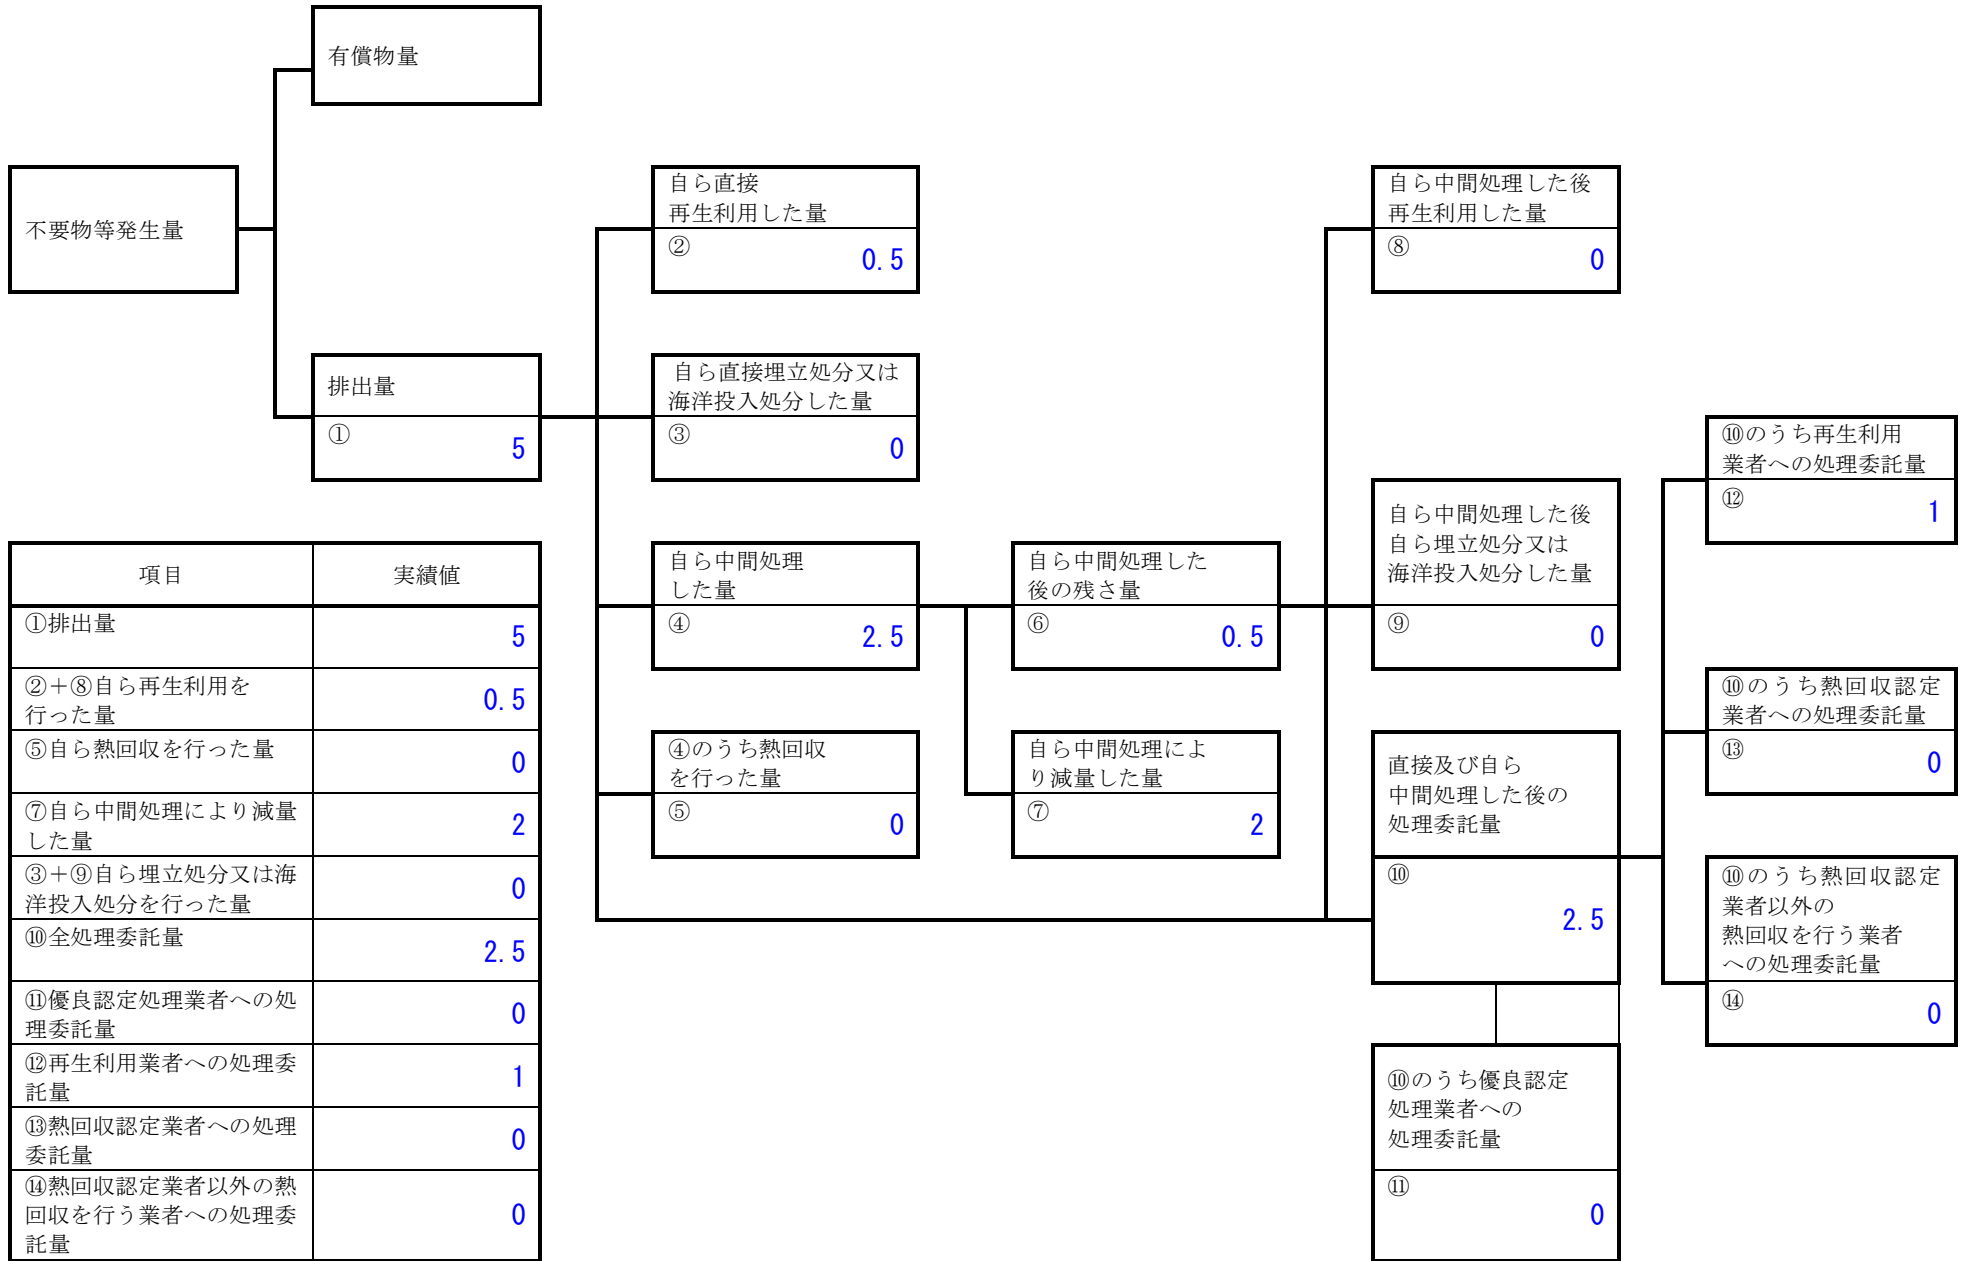 有償物量
不要物等発生量
排出量
①
5
自ら直接
再生利用した量
②
0.5
自ら直接埋立処分又は
海洋投入処分した量
③
0
自ら中間処理
した量
④
2.5
④のうち熱回収
を行った量
⑤
0
自ら中間処理した
後の残さ量
⑥
0.5
自ら中間処理によ
り減量した量
⑦
2
自ら中間処理した後
再生利用した量
⑧
0
自ら中間処理した後
自ら埋立処分又は
海洋投入処分した量
⑨
0
直接及び自ら
中間処理した後の
処理委託量
⑩
2.5
⑩のうち優良認定
処理業者への
処理委託量
⑪
0
⑩のうち再生利用
業者への処理委託量
⑫
1
⑩のうち熱回収認定
業者への処理委託量
⑬
0
⑩のうち熱回収認定
業者以外の
熱回収を行う業者
への処理委託量
⑭
0
項目 実績値
①排出量
5
②＋⑧自ら再生利用を
行った量
0.5
⑤自ら熱回収を行った量
0
⑦自ら中間処理により減量
した量
2
③＋⑨自ら埋立処分又は海
洋投入処分を行った量
0
⑩全処理委託量
2.5
⑪優良認定処理業者への処
理委託量
0
⑫再生利用業者への処理委
託量
1
⑬熱回収認定業者への処理
委託量
0
⑭熱回収認定業者以外の熱
回収を行う業者への処理委
託量
0